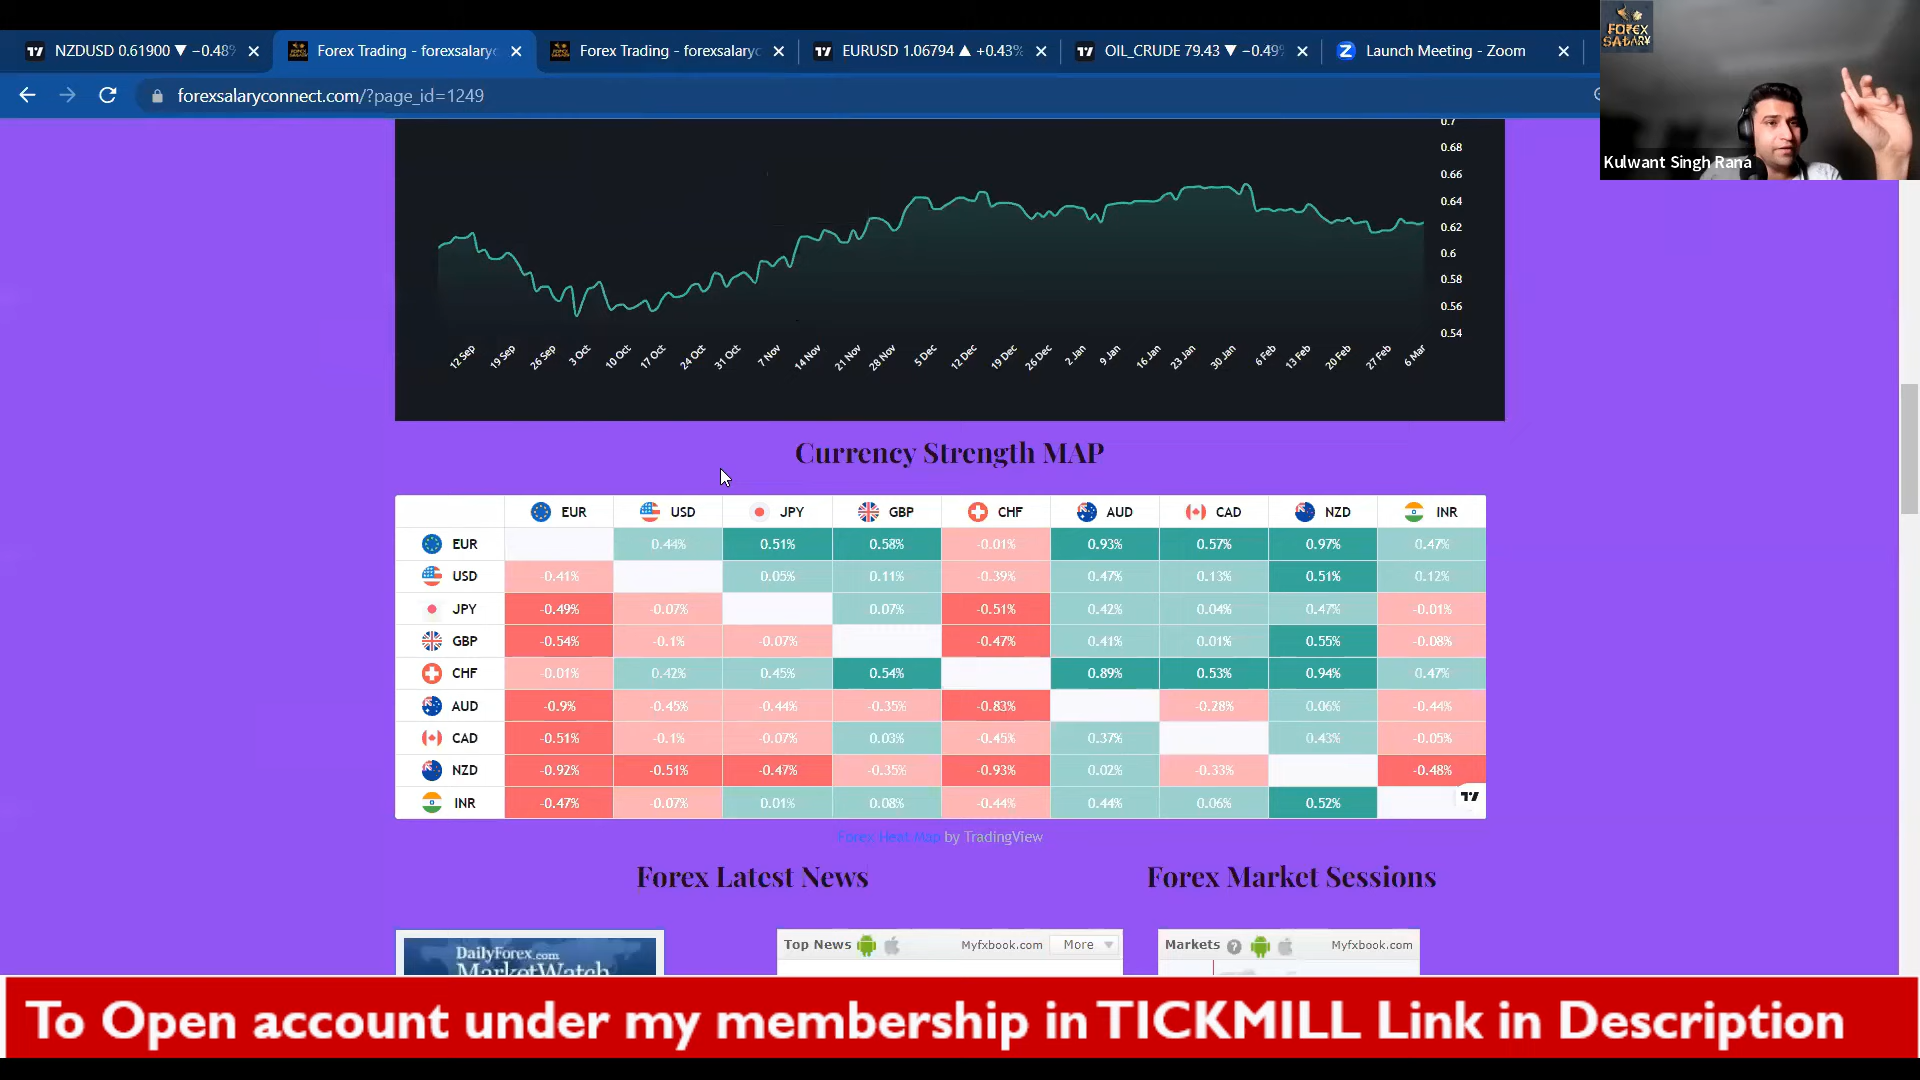 NZDUSD 0.61900 ▼ −0.48%
Forex Trading - forexsalaryc
Forex Trading - forexsalaryc
EURUSD 1.06794 ▲ +0.43%
OIL_CRUDE 79.43 ▼ −0.49%
Launch Meeting - Zoom
FOREX
SALARY
forexsalaryconnect.com/?page_id=1249
Kulwant Singh Rana
0.7
0.68
0.66
0.64
0.62
0.6
0.58
0.56
0.54
12 Sep 19 Sep 26 Sep 3 Oct 10 Oct 17 Oct 24 Oct 31 Oct 7 Nov 14 Nov 21 Nov 28 Nov 5 Dec 12 Dec 19 Dec 26 Dec 2 Jan 9 Jan 16 Jan 23 Jan 30 Jan 6 Feb 13 Feb 20 Feb 27 Feb 6 Mar
Currency Strength MAP
EUR USD JPY GBP CHF AUD CAD NZD INR
EUR 0.44% 0.51% 0.58% -0.01% 0.93% 0.57% 0.97% 0.47%
USD -0.41% 0.05% 0.11% -0.39% 0.47% 0.13% 0.51% 0.12%
JPY -0.49% -0.07% 0.07% -0.51% 0.42% 0.04% 0.47% -0.01%
GBP -0.54% -0.1% -0.07% -0.47% 0.41% 0.01% 0.55% -0.08%
CHF -0.01% 0.42% 0.45% 0.54% 0.89% 0.53% 0.94% 0.47%
AUD -0.9% -0.45% -0.44% -0.35% -0.83% -0.28% 0.06% -0.44%
CAD -0.51% -0.1% -0.07% 0.03% -0.45% 0.37% 0.43% -0.05%
NZD -0.92% -0.51% -0.47% -0.35% -0.93% 0.02% -0.33% -0.48%
INR -0.47% -0.07% 0.01% 0.08% -0.44% 0.44% 0.06% 0.52%
Forex Heat Map by TradingView
Forex Latest News
Forex Market Sessions
DailyForex.com
MarketWatch
Top News Myfxbook.com More
Markets ? Myfxbook.com
To Open account under my membership in TICKMILL Link in Description